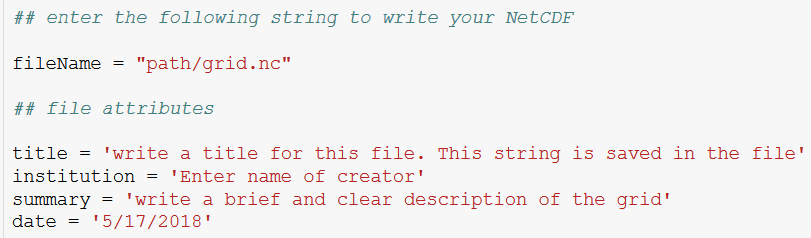 ## enter the following string to write your NetCDF
fileName = "path/grid.nc"
## file attributes
title = 'write a title for this file. This string is saved in the file'
institution = 'Enter name of creator'
summary = 'write a brief and clear description of the grid'
date = '5/17/2018'